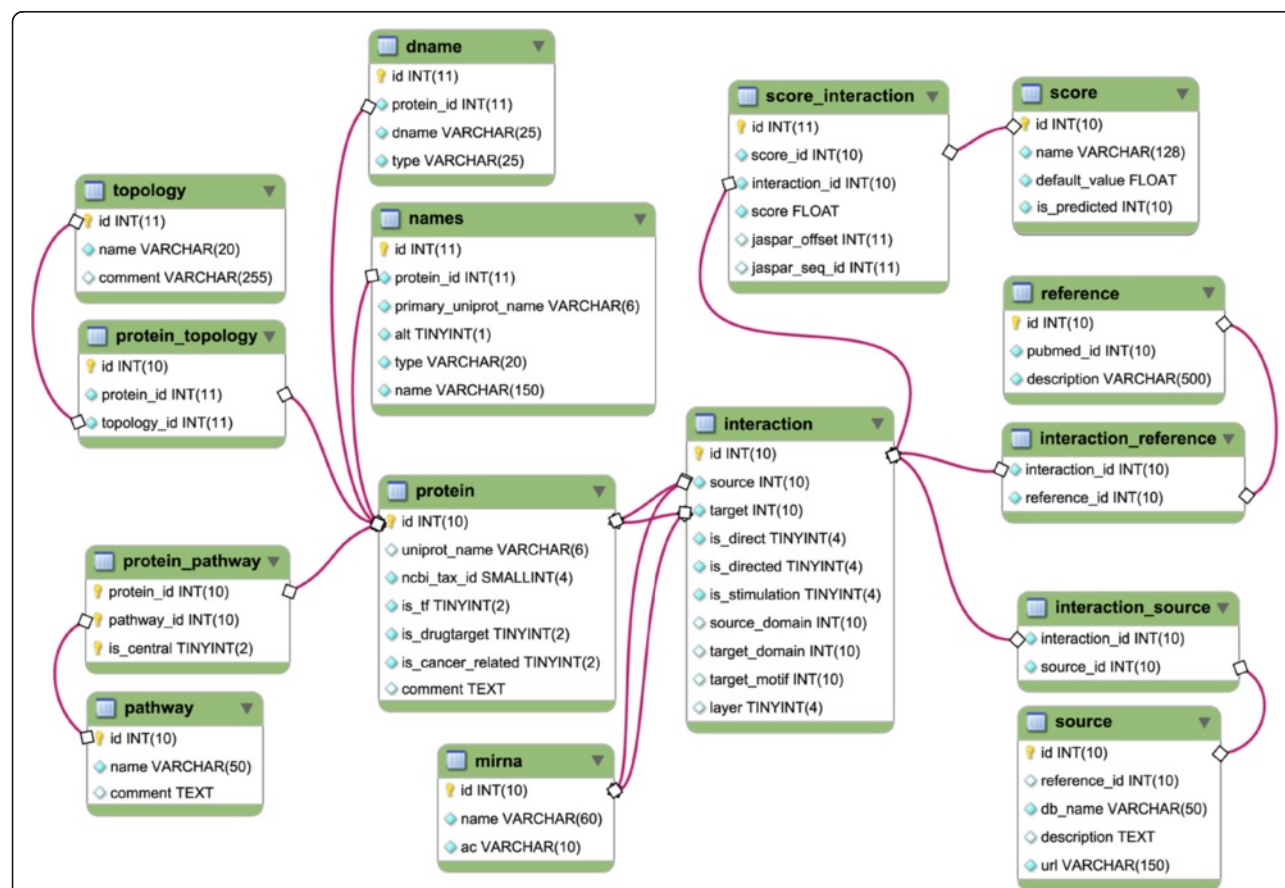 dname
id INT(11)
protein_id INT(11)
dname VARCHAR(25)
type VARCHAR(25)
names
id INT(11)
protein_id INT(11)
primary_uniprot_name VARCHAR(6)
alt TINYINT(1)
type VARCHAR(20)
name VARCHAR(150)
topology
id INT(11)
name VARCHAR(20)
comment VARCHAR(255)
protein_topology
id INT(10)
protein_id INT(11)
topology_id INT(11)
protein_pathway
protein_id INT(10)
pathway_id INT(10)
is_central TINYINT(2)
pathway
id INT(10)
name VARCHAR(50)
comment TEXT
protein
id INT(10)
uniprot_name VARCHAR(6)
ncbi_tax_id SMALLINT(4)
is_tf TINYINT(2)
is_drugtarget TINYINT(2)
is_cancer_related TINYINT(2)
comment TEXT
mirna
id INT(10)
name VARCHAR(60)
ac VARCHAR(10)
score_interaction
id INT(11)
score_id INT(10)
interaction_id INT(10)
score FLOAT
jaspar_offset INT(11)
jaspar_seq_id INT(11)
score
id INT(10)
name VARCHAR(128)
default_value FLOAT
is_predicted INT(10)
interaction
id INT(10)
source INT(10)
target INT(10)
is_direct TINYINT(4)
is_directed TINYINT(4)
is_stimulation TINYINT(4)
source_domain INT(10)
target_domain INT(10)
target_motif INT(10)
layer TINYINT(4)
reference
id INT(10)
pubmed_id INT(10)
description VARCHAR(500)
interaction_reference
interaction_id INT(10)
reference_id INT(10)
interaction_source
interaction_id INT(10)
source_id INT(10)
source
id INT(10)
reference_id INT(10)
db_name VARCHAR(50)
description TEXT
url VARCHAR(150)